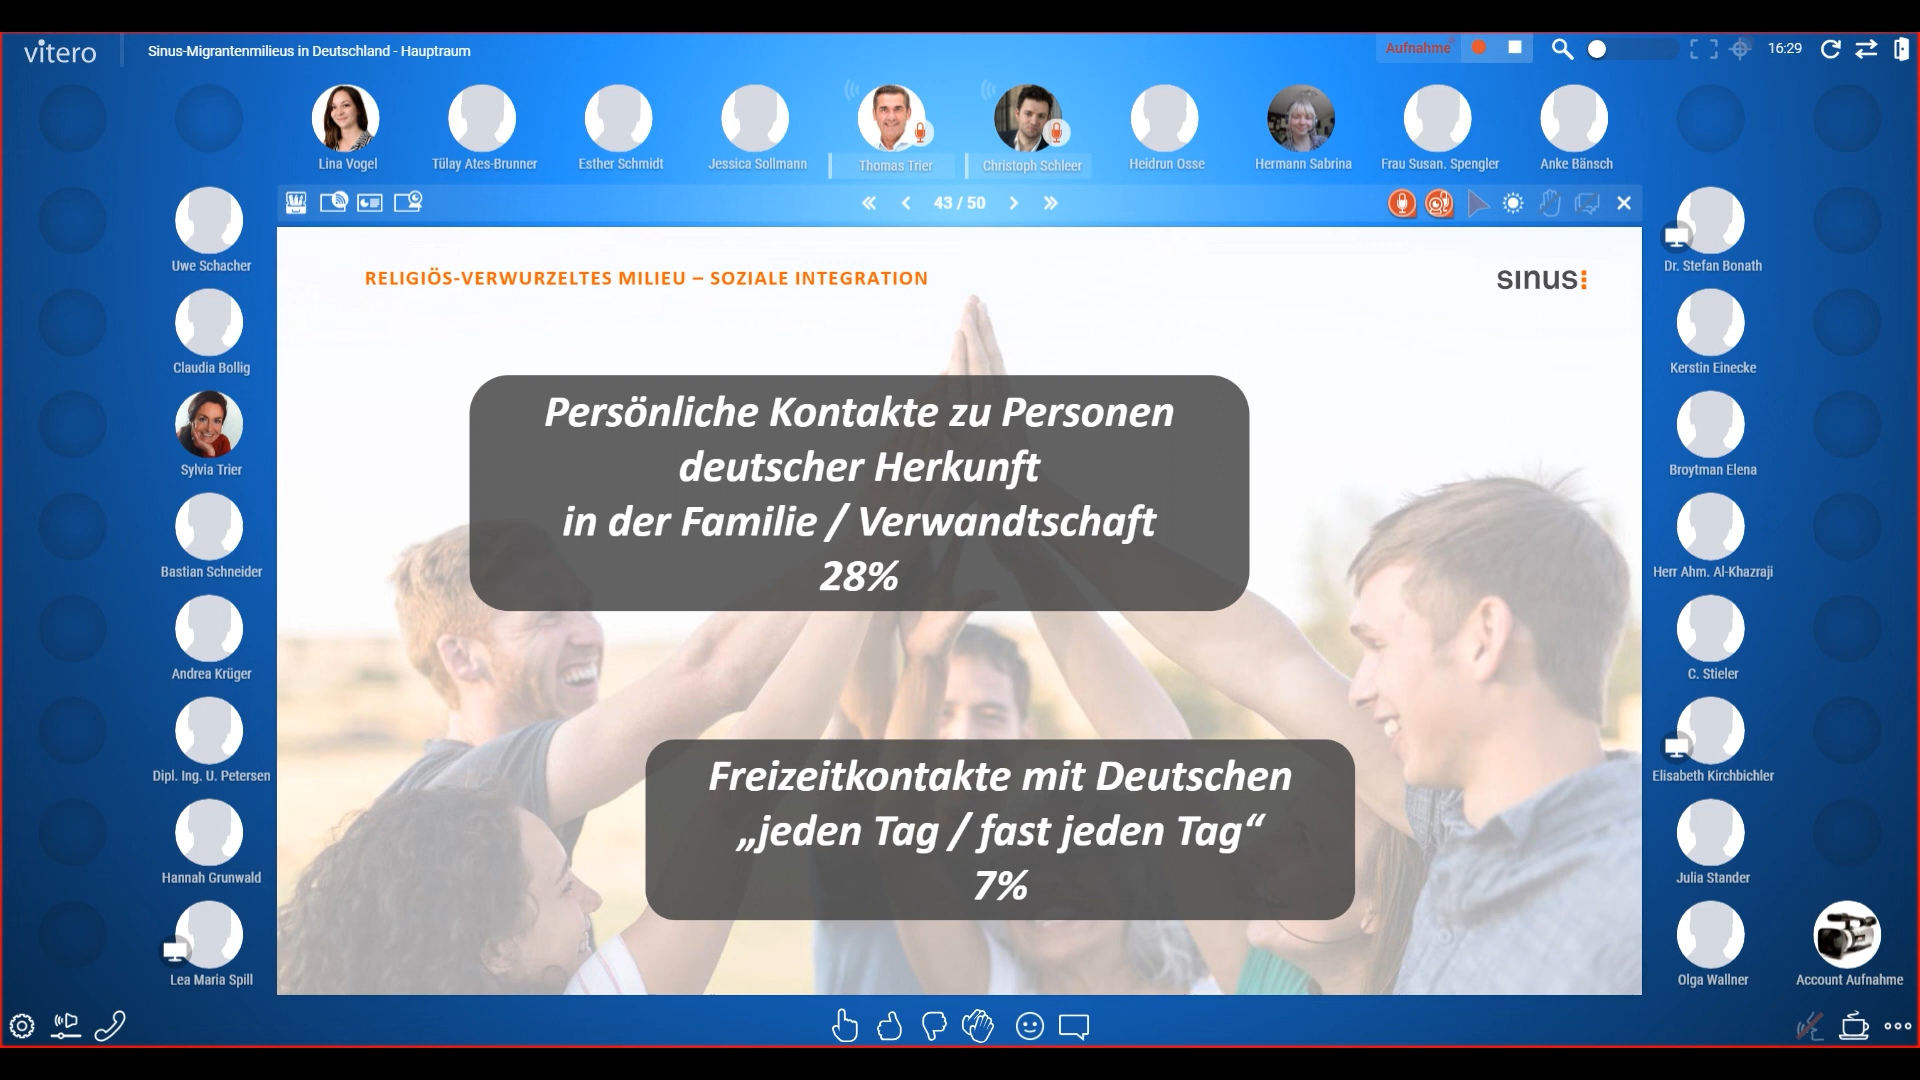 vitero
Sinus-Migrantenmilieus in Deutschland - Hauptraum
Aufnahme
16:29
Lina Vogel
Tülay Ates-Brunner
Esther Schmidt
Jessica Sollmann
Thomas Trier
Christoph Schleer
Heidrun Osse
Hermann Sabrina
Frau Susan. Spengler
Anke Bänsch
43 / 50
Uwe Schacher
Claudia Bollig
Sylvia Trier
Bastian Schneider
Andrea Krüger
Dipl. Ing. U. Petersen
Hannah Grunwald
Lea Maria Spill
RELIGIÖS-VERWURZELTES MILIEU – SOZIALE INTEGRATION
sinus:
Persönliche Kontakte zu Personen
deutscher Herkunft
in der Familie / Verwandtschaft
28%
Freizeitkontakte mit Deutschen
„jeden Tag / fast jeden Tag“
7%
Dr. Stefan Bonath
Kerstin Einecke
Broytman Elena
Herr Ahm. Al-Khazraji
C. Stieler
Elisabeth Kirchbichler
Julia Stander
Olga Wallner
Account Aufnahme